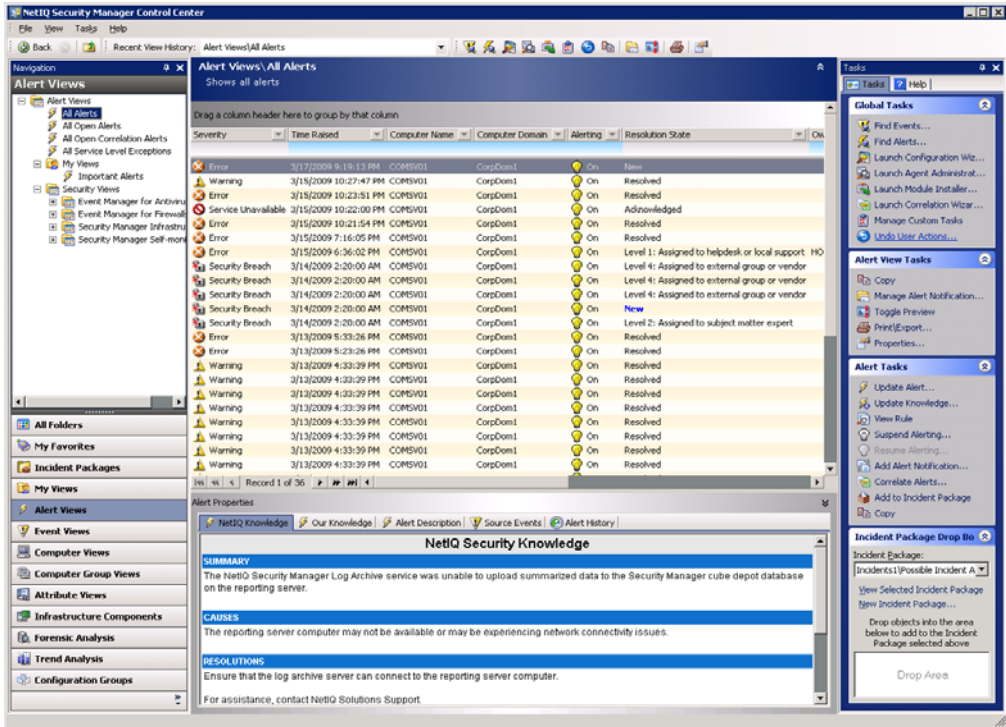 NetIQ Security Manager Control Center
File View Tasks Help
Back Recent View History: Alert Views\All Alerts
Navigation
Alert Views
Alert Views
All Alerts
All Open Alerts
All Open Correlation Alerts
All Service Level Exceptions
My Views
Important Alerts
Security Views
Event Manager for Antiviru
Event Manager for Firewall
Security Manager Infrastru
Security Manager Self-moni
All Folders
My Favorites
Incident Packages
My Views
Alert Views
Event Views
Computer Views
Computer Group Views
Attribute Views
Infrastructure Components
Forensic Analysis
Trend Analysis
Configuration Groups
Alert Views\All Alerts
Shows all alerts
Drag a column header here to group by that column
Severity Time Raised Computer Name Computer Domain Alerting Resolution State Ow
Error 3/17/2009 9:19:13 PM COMSV01 CorpDom1 On New
Warning 3/15/2009 10:27:47 PM COMSV01 CorpDom1 On Resolved
Error 3/15/2009 10:23:51 PM COMSV01 CorpDom1 On Resolved
Service Unavailable 3/15/2009 10:22:00 PM COMSV01 CorpDom1 On Acknowledged
Error 3/15/2009 10:21:54 PM COMSV01 CorpDom1 On Resolved
Error 3/15/2009 7:16:05 PM COMSV01 CorpDom1 On Resolved
Error 3/15/2009 6:36:02 PM COMSV01 CorpDom1 On Level 1: Assigned to helpdesk or local support HO
Security Breach 3/14/2009 2:20:00 AM COMSV01 CorpDom1 On Level 4: Assigned to external group or vendor
Security Breach 3/14/2009 2:20:00 AM COMSV01 CorpDom1 On Level 4: Assigned to external group or vendor
Security Breach 3/14/2009 2:20:00 AM COMSV01 CorpDom1 On Level 4: Assigned to external group or vendor
Security Breach 3/14/2009 2:20:00 AM COMSV01 CorpDom1 On New
Security Breach 3/14/2009 2:20:00 AM COMSV01 CorpDom1 On Level 2: Assigned to subject matter expert
Error 3/13/2009 5:33:26 PM COMSV01 CorpDom1 On Resolved
Error 3/13/2009 5:23:26 PM COMSV01 CorpDom1 On Resolved
Warning 3/13/2009 4:33:39 PM COMSV01 CorpDom1 On Resolved
Warning 3/13/2009 4:33:39 PM COMSV01 CorpDom1 On Resolved
Warning 3/13/2009 4:33:39 PM COMSV01 CorpDom1 On Resolved
Warning 3/13/2009 4:33:39 PM COMSV01 CorpDom1 On Resolved
Warning 3/13/2009 4:33:39 PM COMSV01 CorpDom1 On Resolved
Warning 3/13/2009 4:33:39 PM COMSV01 CorpDom1 On Resolved
Warning 3/13/2009 4:33:39 PM COMSV01 CorpDom1 On Resolved
Warning 3/13/2009 4:33:39 PM COMSV01 CorpDom1 On Resolved
Record 1 of 36
Alert Properties
NetIQ Knowledge Our Knowledge Alert Description Source Events Alert History
NetIQ Security Knowledge
SUMMARY
The NetIQ Security Manager Log Archive service was unable to upload summarized data to the Security Manager cube depot database
on the reporting server.
CAUSES
The reporting server computer may not be available or may be experiencing network connectivity issues.
RESOLUTIONS
Ensure that the log archive server can connect to the reporting server computer.
For assistance, contact NetIQ Solutions Support
Tasks
Tasks Help
Global Tasks
Find Events...
Find Alerts...
Launch Configuration Wiz...
Launch Agent Administrat...
Launch Module Installer...
Launch Correlation Wizar...
Manage Custom Tasks
Undo User Actions...
Alert View Tasks
Copy
Manage Alert Notification...
Toggle Preview
Print\Export...
Properties...
Alert Tasks
Update Alert...
Update Knowledge...
View Rule
Suspend Alerting...
Resume Alerting...
Add Alert Notification...
Correlate Alerts...
Add to Incident Package
Copy
Incident Package Drop Bo
Incident Package:
Incidents1\Possible Incident A
View Selected Incident Package
New Incident Package...
Drop objects into the area
below to add to the Incident
Package selected above
Drop Area